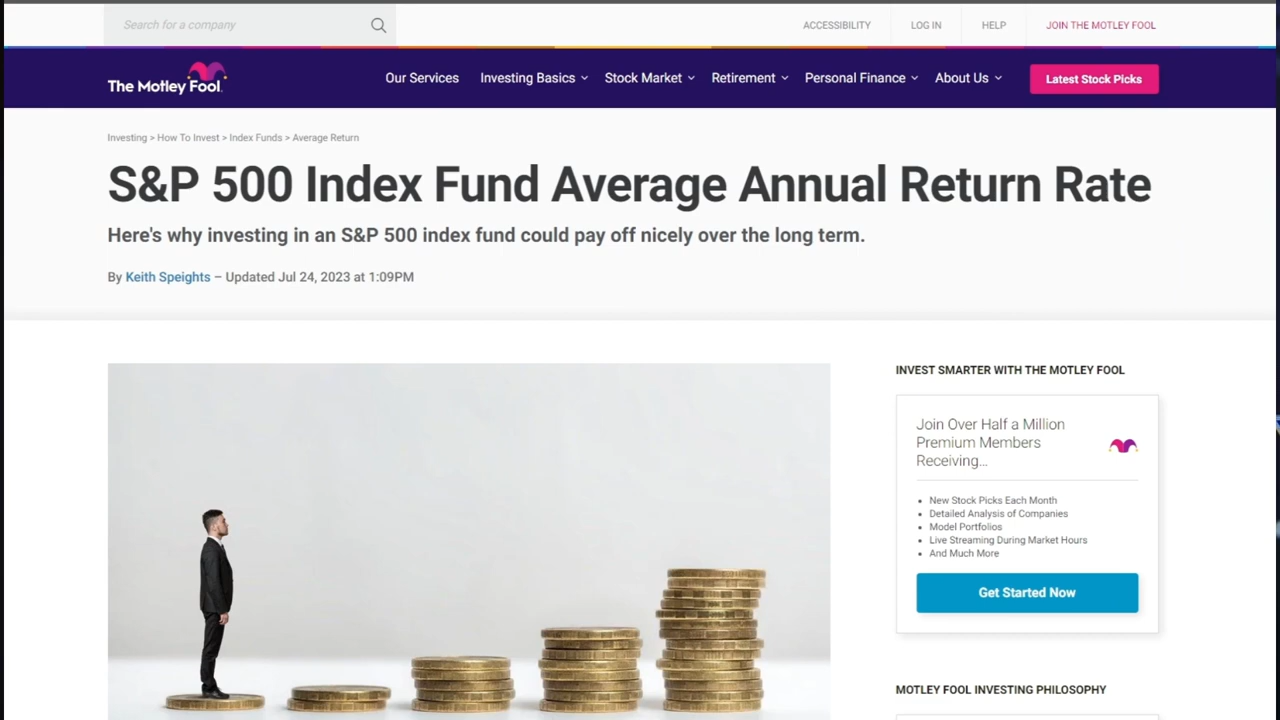 Search for a company
ACCESSIBILITY
LOG IN
HELP
JOIN THE MOTLEY FOOL
The Motley Fool.
Our Services
Investing Basics
Stock Market
Retirement
Personal Finance
About Us
Latest Stock Picks
Investing > How To Invest > Index Funds > Average Return
S&P 500 Index Fund Average Annual Return Rate
Here's why investing in an S&P 500 index fund could pay off nicely over the long term.
By Keith Speights – Updated Jul 24, 2023 at 1:09PM
INVEST SMARTER WITH THE MOTLEY FOOL
Join Over Half a Million
Premium Members
Receiving...
• New Stock Picks Each Month
• Detailed Analysis of Companies
• Model Portfolios
• Live Streaming During Market Hours
• And Much More
Get Started Now
MOTLEY FOOL INVESTING PHILOSOPHY